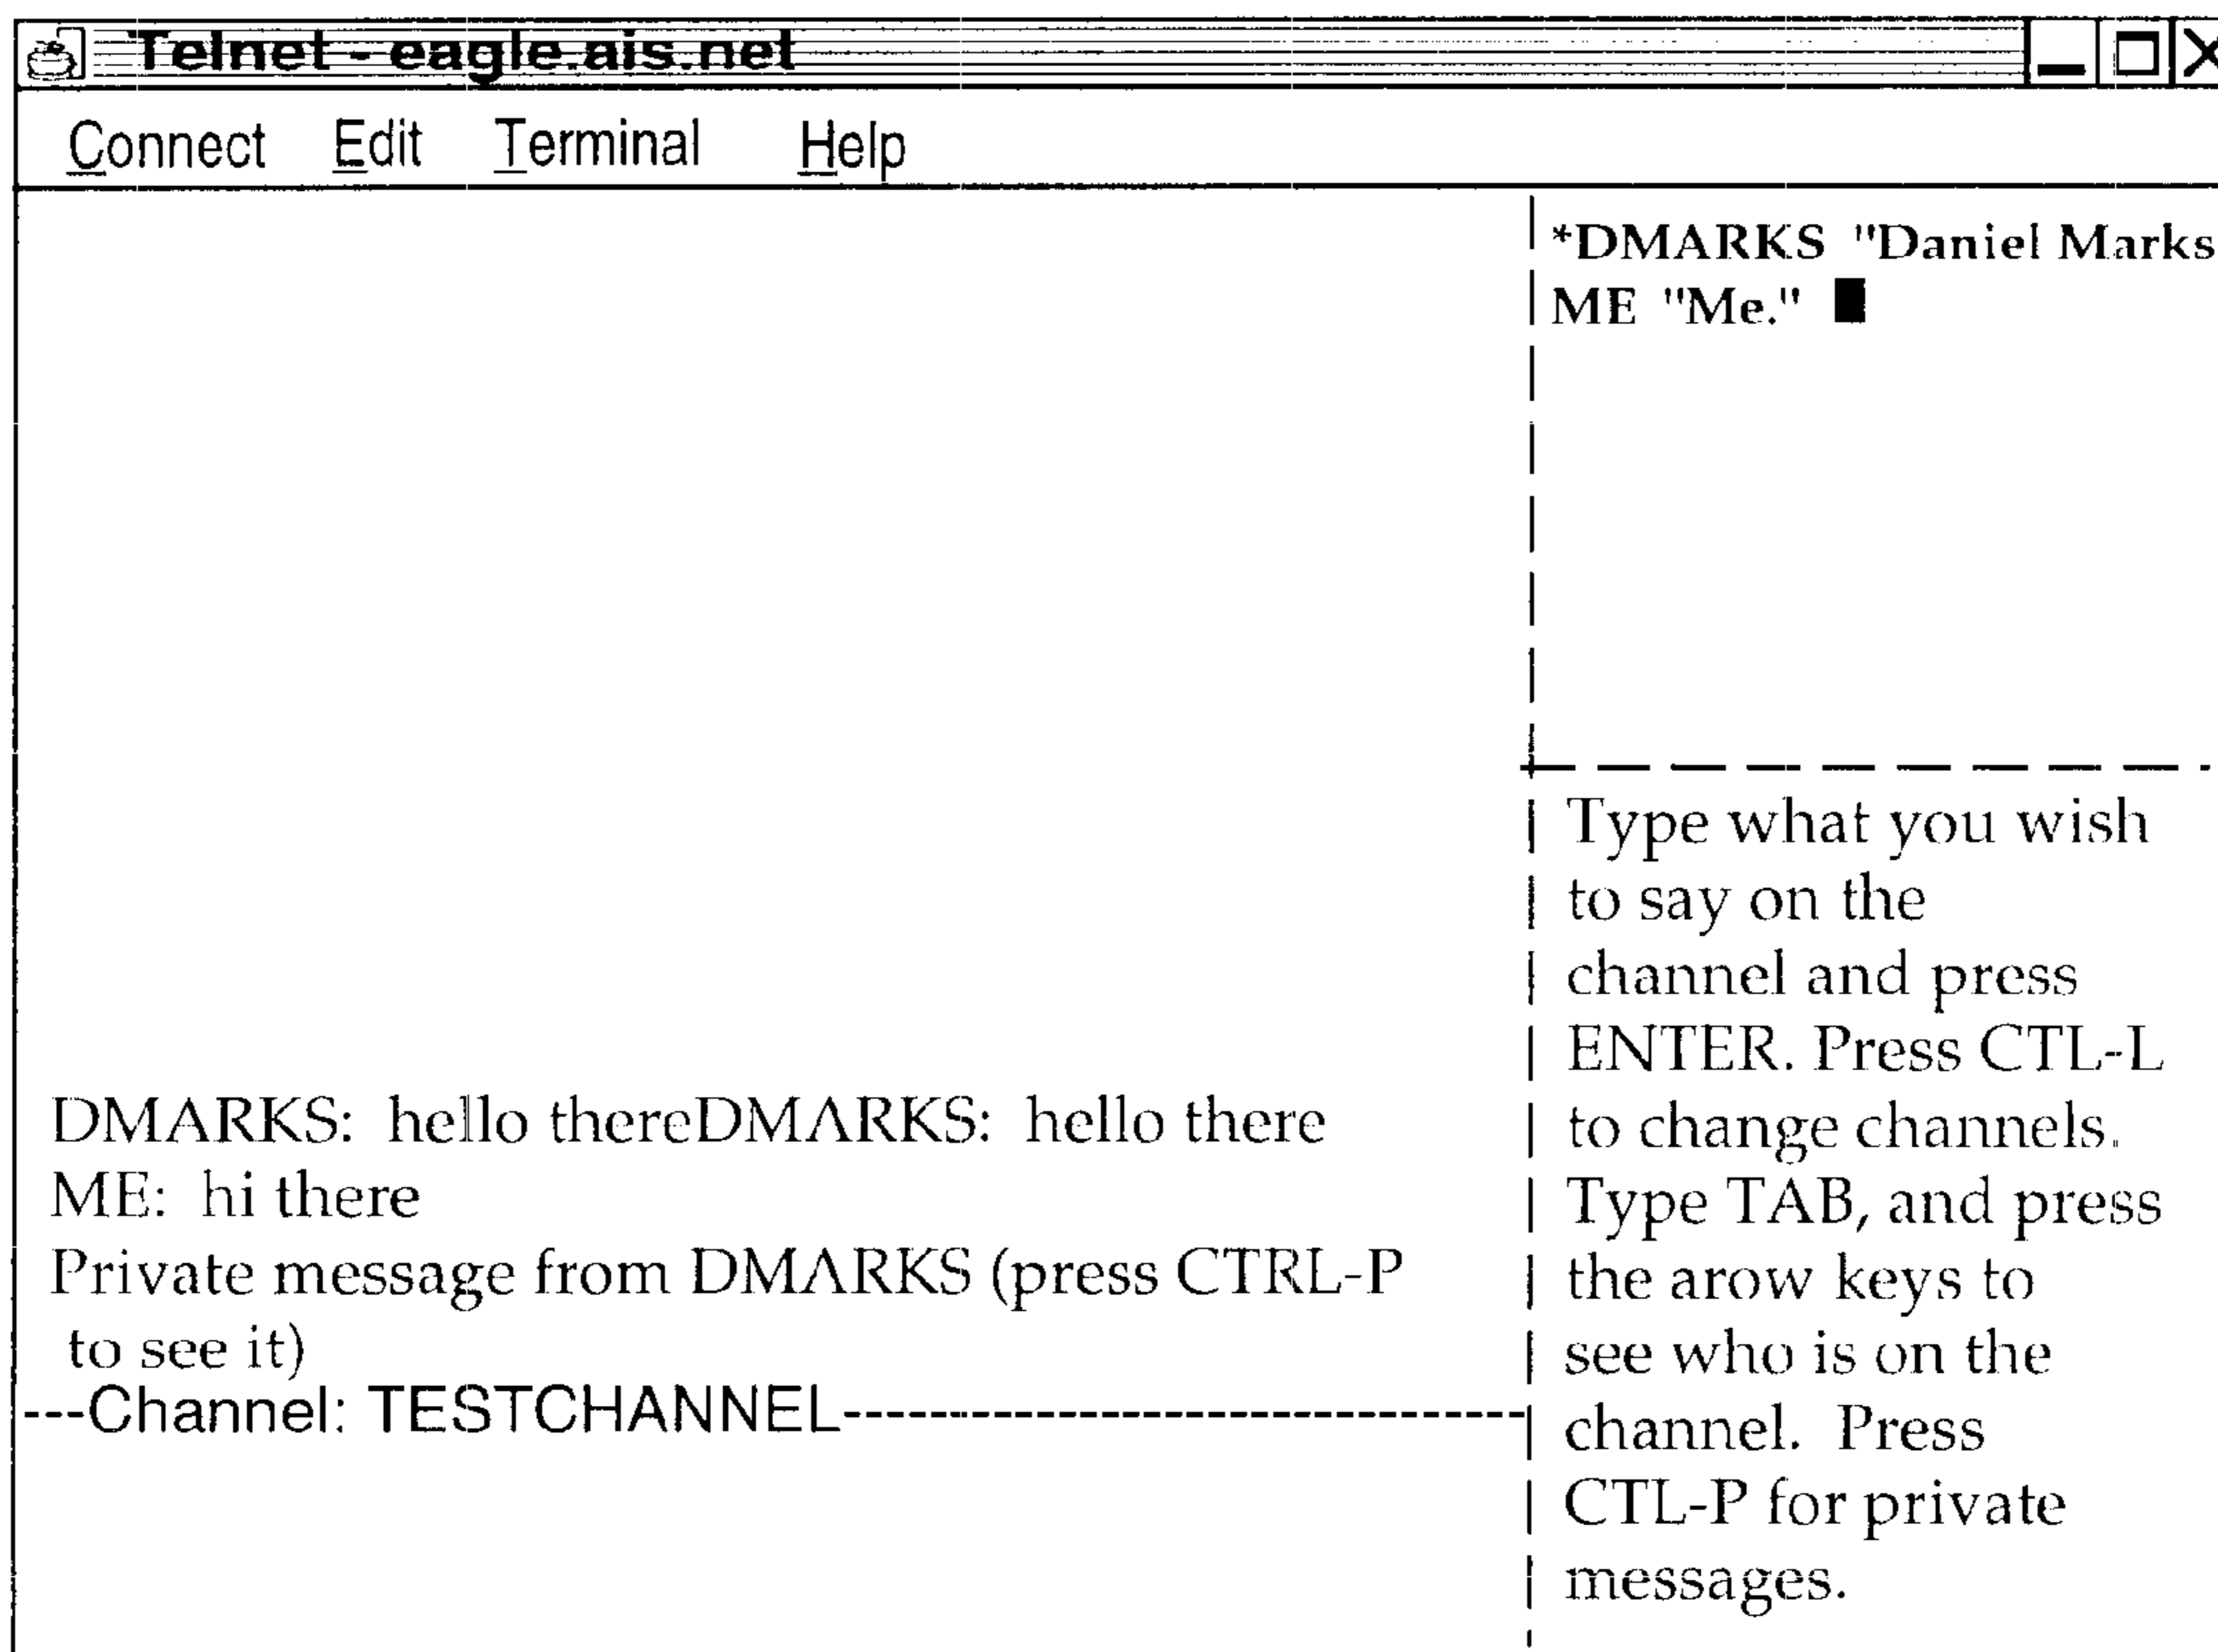 Telnet - eagle.ais.net
Connect Edit Terminal Help
*DMARKS "Daniel Marks
ME "Me."
DMARKS: hello thereDMARKS: hello there
ME: hi there
Private message from DMARKS (press CTRL-P
to see it)
---Channel: TESTCHANNEL------------------------------
Type what you wish
to say on the
channel and press
ENTER. Press CTL-L
to change channels.
Type TAB, and press
the arow keys to
see who is on the
channel. Press
CTL-P for private
messages.